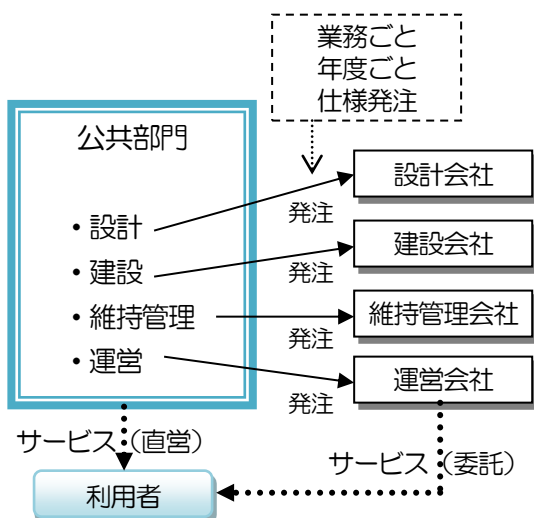 業務ごと
年度ごと
仕様発注
公共部門
・設計
・建設
・維持管理
・運営
発注
発注
発注
発注
設計会社
建設会社
維持管理会社
運営会社
サービス（直営）
サービス（委託）
利用者